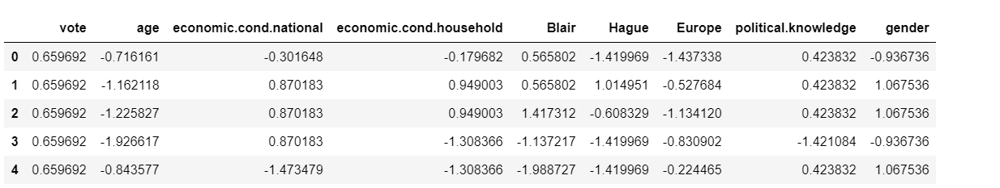 vote age economic.cond.national economic.cond.household Blair Hague Europe political.knowledge gender
0 0.659692 -0.716161 -0.301648 -0.179682 0.565802 -1.419969 -1.437338 0.423832 -0.936736
1 0.659692 -1.162118 0.870183 0.949003 0.565802 1.014951 -0.527684 0.423832 1.067536
2 0.659692 -1.225827 0.870183 0.949003 1.417312 -0.608329 -1.134120 0.423832 1.067536
3 0.659692 -1.926617 0.870183 -1.308366 -1.137217 -1.419969 -0.830902 -1.421084 -0.936736
4 0.659692 -0.843577 -1.473479 -1.308366 -1.988727 -1.419969 -0.224465 0.423832 1.067536